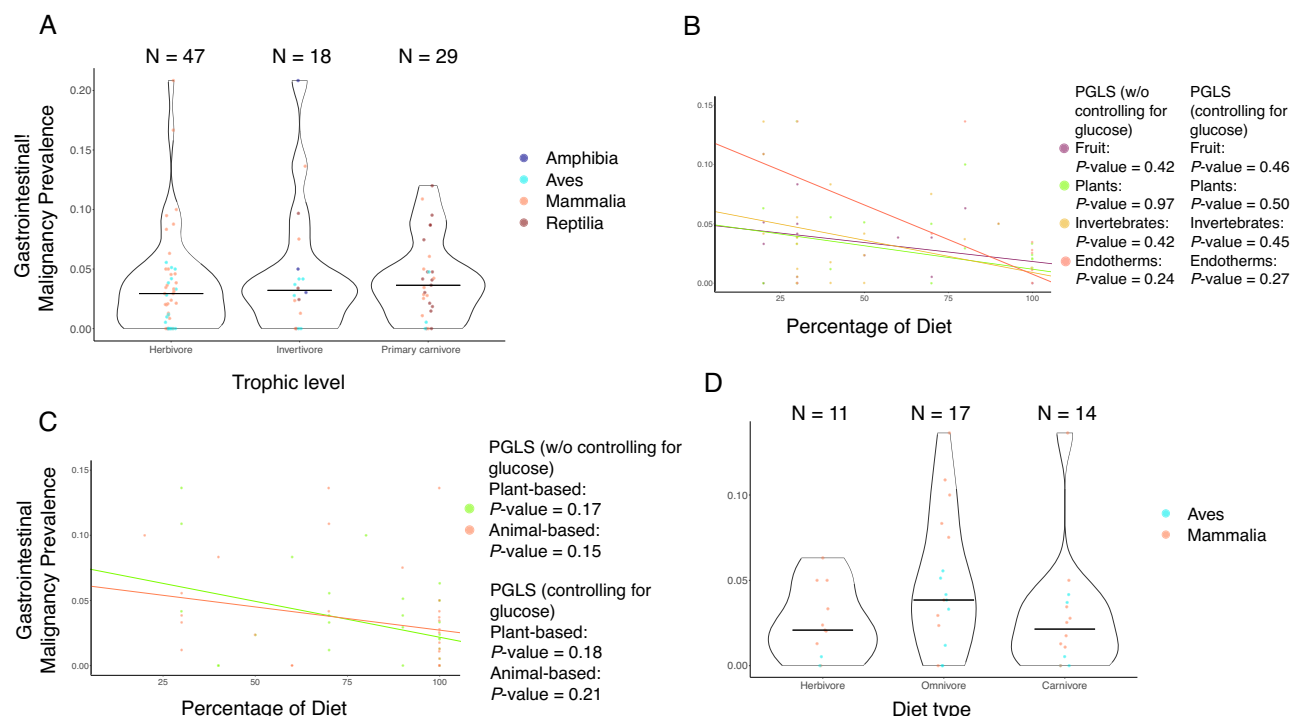 A
N = 47
N = 18
N = 29
Gastrointestinal!
Malignancy Prevalence
0.20
0.15
0.10
0.05
0.00
Herbivore
Invertivore
Primary carnivore
Trophic level
Amphibia
Aves
Mammalia
Reptilia
B
0.15
0.10
0.05
0.00
25
50
75
100
Percentage of Diet
PGLS (w/o
controlling for
glucose)
Fruit:
P-value = 0.42
Plants:
P-value = 0.97
Invertebrates:
P-value = 0.42
Endotherms:
P-value = 0.24
PGLS
(controlling for
glucose)
Fruit:
P-value = 0.46
Plants:
P-value = 0.50
Invertebrates:
P-value = 0.45
Endotherms:
P-value = 0.27
C
Gastrointestinal
Malignancy Prevalence
0.15
0.10
0.05
0.00
25
50
75
100
Percentage of Diet
PGLS (w/o controlling for
glucose)
Plant-based:
P-value = 0.17
Animal-based:
P-value = 0.15
PGLS (controlling for
glucose)
Plant-based:
P-value = 0.18
Animal-based:
P-value = 0.21
D
N = 11
N = 17
N = 14
0.10
0.05
0.00
Herbivore
Omnivore
Carnivore
Diet type
Aves
Mammalia